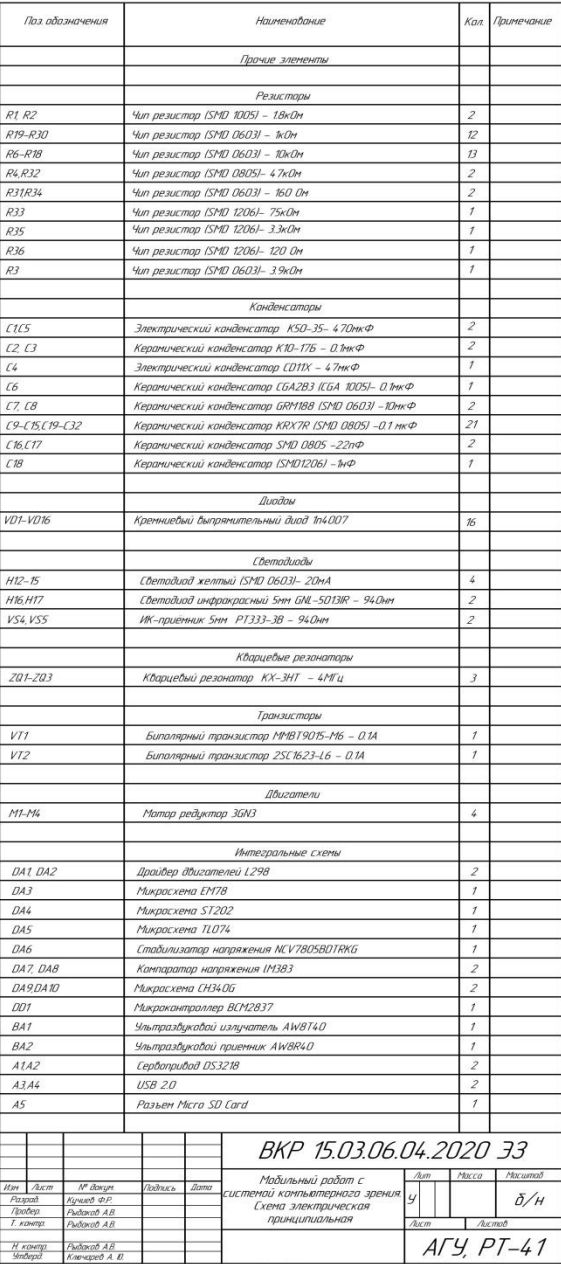 Поз. обозначения Наименование Кол. Примечание
Прочие элементы
Резисторы
R1, R2 Чип резистор (SMD 1005) - 1.8кОм 2
R19-R30 Чип резистор (SMD 0603) - 1кОм 12
R6-R18 Чип резистор (SMD 0603) - 10кОм 13
R4,R32 Чип резистор (SMD 0805)- 4.7кОм 2
R31,R34 Чип резистор (SMD 0603) - 160 Ом 2
R33 Чип резистор (SMD 1206)- 75кОм 1
R35 Чип резистор (SMD 1206)- 3.3кОм 1
R36 Чип резистор (SMD 1206)- 120 Ом 1
R3 Чип резистор (SMD 0603)- 3.9кОм 1
Конденсаторы
C1,C5 Электрический конденсатор K50-35- 470мкФ 2
C2, C3 Керамический конденсатор К10-17Б - 0.1мкФ 2
C4 Электрический конденсатор CD11X - 47мкФ 1
C6 Керамический конденсатор CGA2B3 (CGA 1005)- 0.1мкФ 1
C7, C8 Керамический конденсатор GRM188 (SMD 0603) -10мкФ 2
C9-C15,C19-C32 Керамический конденсатор KRX7R (SMD 0805) -0.1 мкФ 21
C16,C17 Керамический конденсатор SMD 0805 -22пФ 2
C18 Керамический конденсатор (SMD1206) -1нФ 1
Диоды
VD1-VD16 Кремниевый выпрямительный диод 1n4007 16
Светодиоды
H12-15 Светодиод желтый (SMD 0603)- 20мА 4
H16,H17 Светодиод инфракрасный 5мм GNL-5013IR - 940нм 2
VS4,VS5 ИК-приемник 5мм PT333-3B - 940нм 2
Кварцевые резонаторы
ZQ1-ZQ3 Кварцевый резонатор KX-3HT - 4МГц 3
Транзисторы
VT1 Биполярный транзистор MMBT9015-M6 - 0.1A 1
VT2 Биполярный транзистор 2SC1623-L6 - 0.1A 1
Двигатели
M1-M4 Мотор редуктор 3GN3 4
Интегральные схемы
DA1, DA2 Драйвер двигателей L298 2
DA3 Микросхема EM78 1
DA4 Микросхема ST202 1
DA5 Микросхема TL074 1
DA6 Стабилизатор напряжения NCV7805BDTRKG 1
DA7, DA8 Компаратор напряжения LM383 2
DA9,DA10 Микросхема CH340G 2
DD1 Микроконтроллер BCM2837 1
BA1 Ультразвуковой излучатель AW8T40 1
BA2 Ультразвуковой приемник AW8R40 1
A1,A2 Сервопривод DS3218 2
A3,A4 USB 2.0 2
A5 Разъем Micro SD Card 1
ВКР 15.03.06.04.2020 ЭЗ
Изм Лист № докум. Подпись Дата
Разраб. Кучиев Ф.Р.
Провер. Рыбаков А.В.
Т. контр. Рыбаков А.В.
Н. контр. Рыбаков А.В.
Утверд. Ключарев А. Ю.
Мобильный робот с
системой компьютерного зрения.
Схема электрическая
принципиальная
Лит Масса Масштаб
У б/н
Лист Листов
АГУ, РТ-41